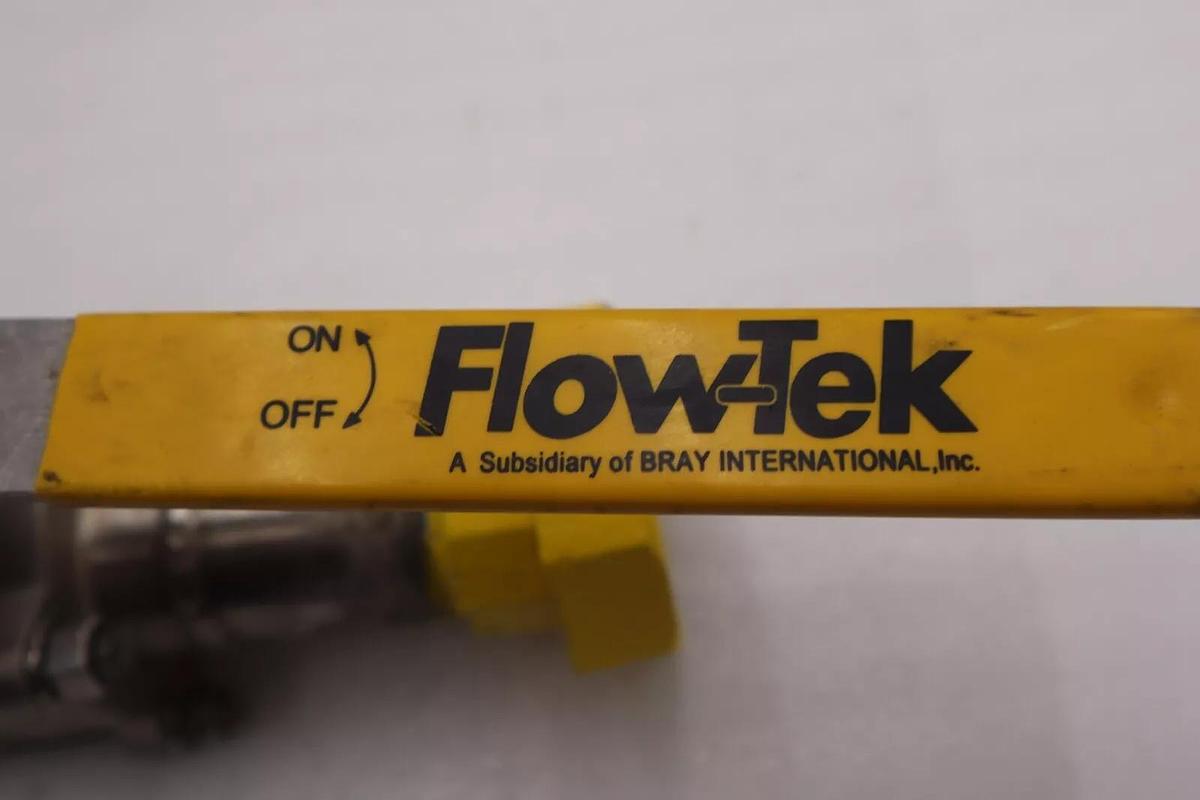 ON
OFF
Flow-Tek
A Subsidiary of BRAY INTERNATIONAL,Inc.